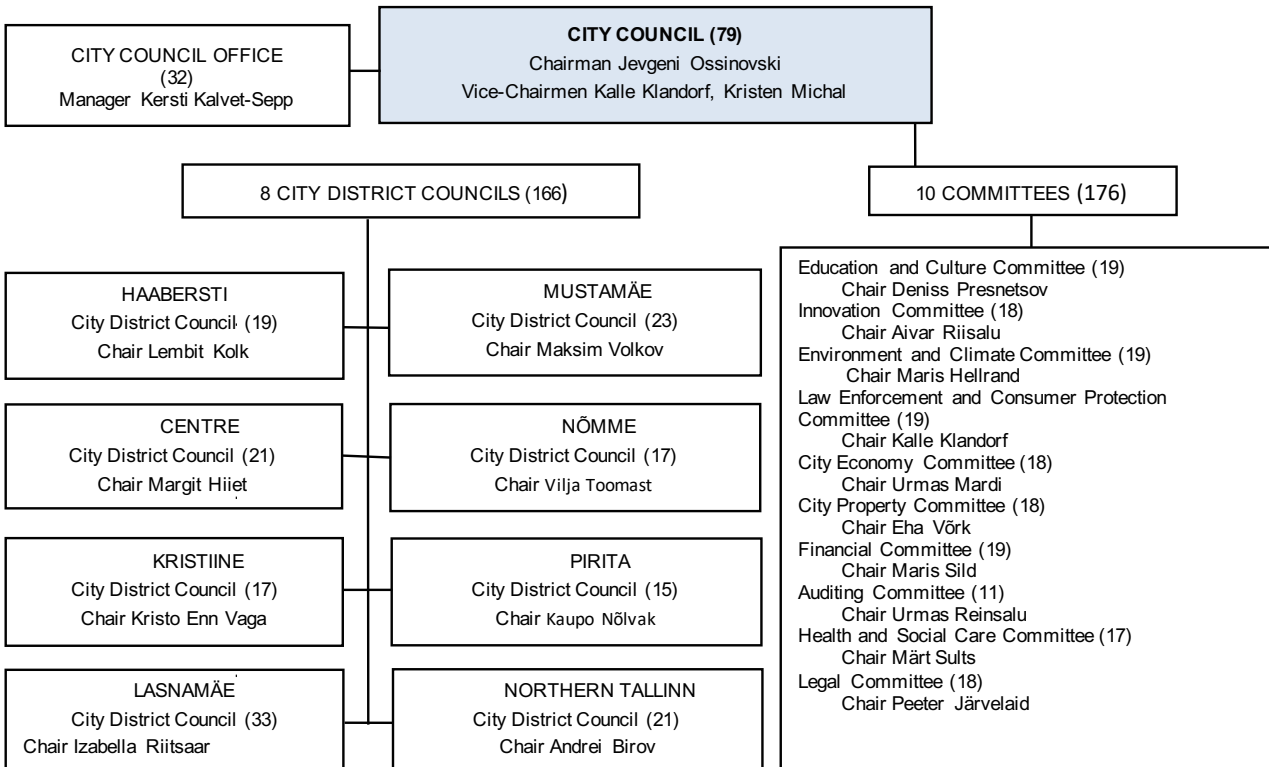 CITY COUNCIL OFFICE
(32)
Manager Kersti Kalvet-Sepp
CITY COUNCIL (79)
Chairman Jevgeni Ossinovski
Vice-Chairmen Kalle Klandorf, Kristen Michal
8 CITY DISTRICT COUNCILS (166)
10 COMMITTEES (176)
HAABERSTI
City District Council (19)
Chair Lembit Kolk
MUSTAMÄE
City District Council (23)
Chair Maksim Volkov
CENTRE
City District Council (21)
Chair Margit Hiiet
NÕMME
City District Council (17)
Chair Vilja Toomast
KRISTIINE
City District Council (17)
Chair Kristo Enn Vaga
PIRITA
City District Council (15)
Chair Kaupo Nõlvak
LASNAMÄE
City District Council (33)
Chair Izabella Riitsaar
NORTHERN TALLINN
City District Council (21)
Chair Andrei Birov
Education and Culture Committee (19)
Chair Deniss Presnetsov
Innovation Committee (18)
Chair Aivar Riisalu
Environment and Climate Committee (19)
Chair Maris Hellrand
Law Enforcement and Consumer Protection
Committee (19)
Chair Kalle Klandorf
City Economy Committee (18)
Chair Urmas Mardi
City Property Committee (18)
Chair Eha Võrk
Financial Committee (19)
Chair Maris Sild
Auditing Committee (11)
Chair Urmas Reinsalu
Health and Social Care Committee (17)
Chair Märt Sults
Legal Committee (18)
Chair Peeter Järvelaid